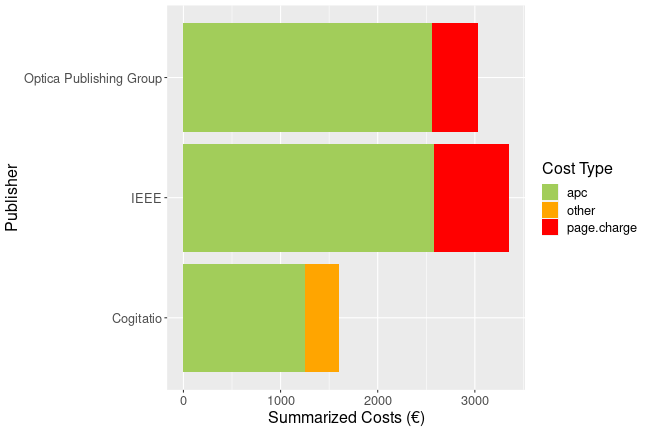 Optica Publishing Group
IEEE
Cogitatio
Publisher
0 1000 2000 3000
Summarized Costs (€)
Cost Type
apc
other
page.charge